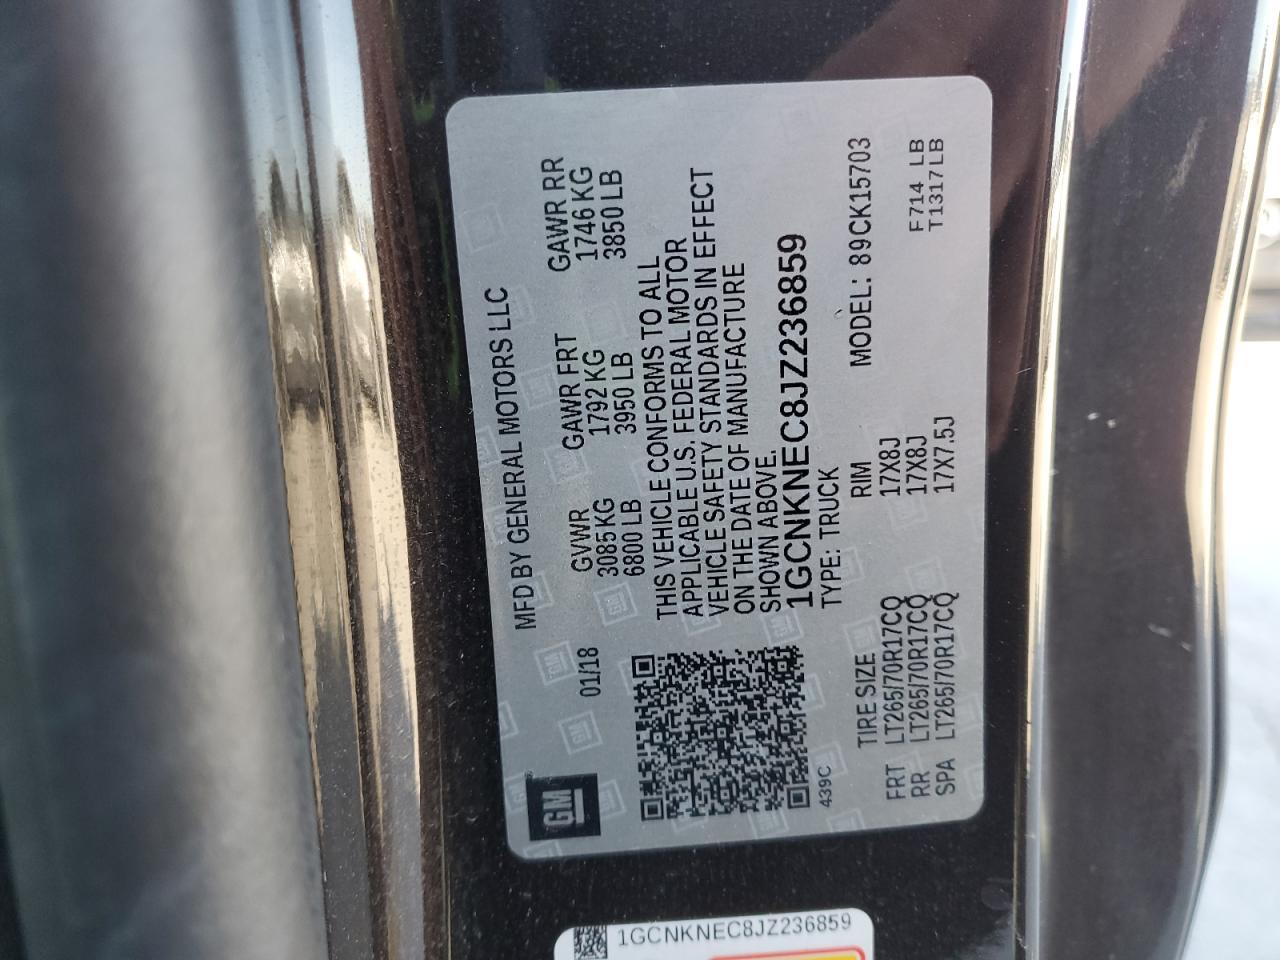 GM
MFD BY GENERAL MOTORS LLC
01/18
GVWR GAWR FRT GAWR RR
3085 KG 1792 KG 1746 KG
6800 LB 3950 LB 3850 LB
THIS VEHICLE CONFORMS TO ALL
APPLICABLE U.S. FEDERAL MOTOR
VEHICLE SAFETY STANDARDS IN EFFECT
ON THE DATE OF MANUFACTURE
SHOWN ABOVE.
1GCNKNEC8JZ236859
439C
TYPE: TRUCK
TIRE SIZE RIM MODEL: 89CK15703
FRT LT265/70R17CQ 17X8J
RR LT265/70R17CQ 17X8J F714 LB
SPA LT265/70R17CQ 17X7.5J T1317LB
1GCNKNEC8JZ236859